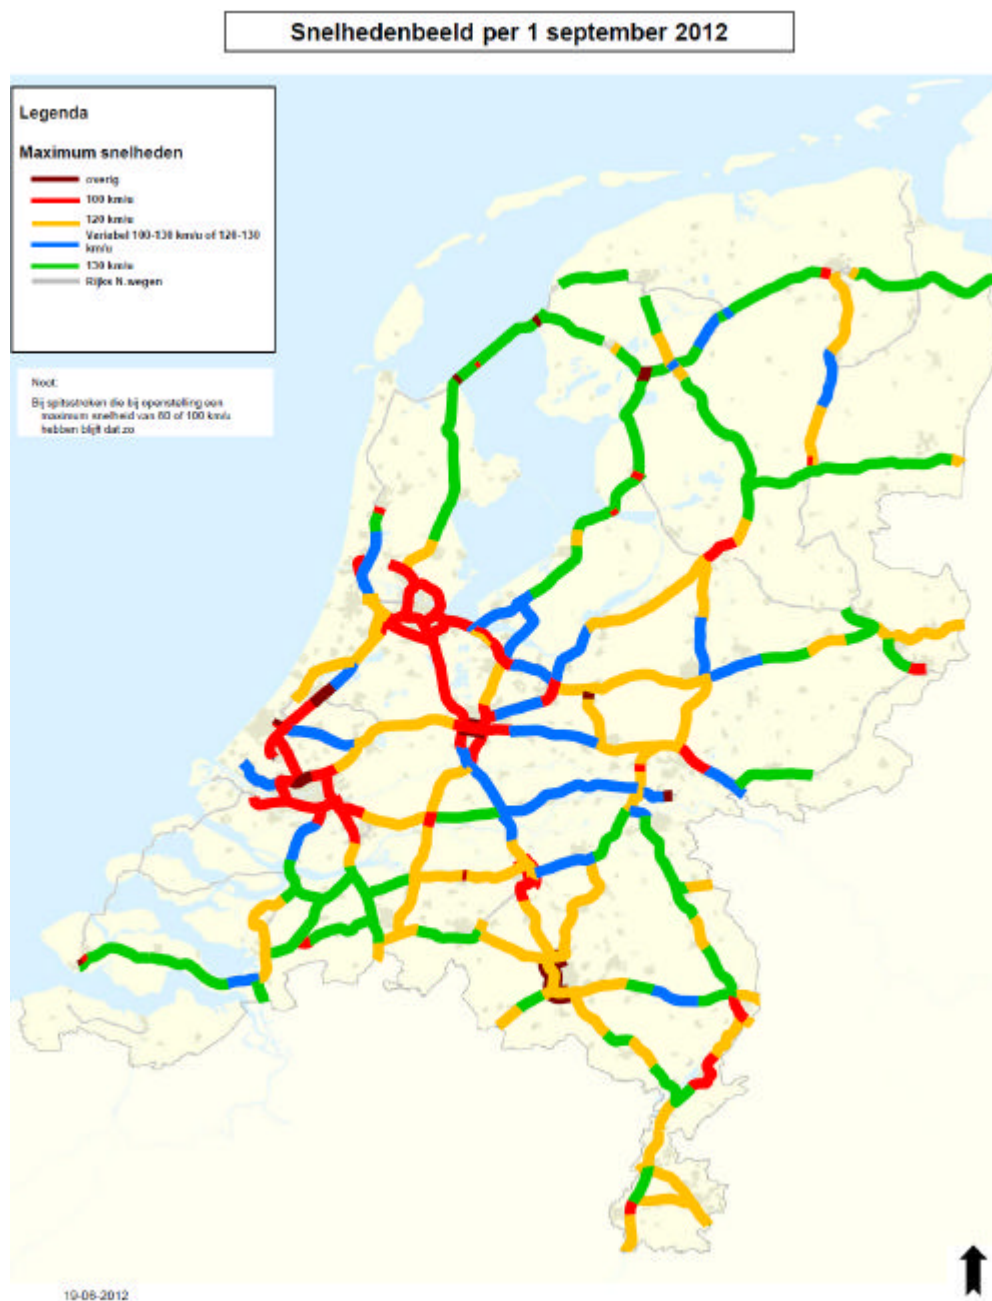 Snelhedenbeeld per 1 september 2012
Legenda
Maximum snelheden
overig
100 km/u
120 km/u
Variabel 100-130 km/u of 120-130
km/u
130 km/u
Rijks N.wegen
Noot:
Bij spitsstroken die bij openstelling een
maximum snelheid van 80 of 100 km/u
hebben blijft dat zo
19-06-2012